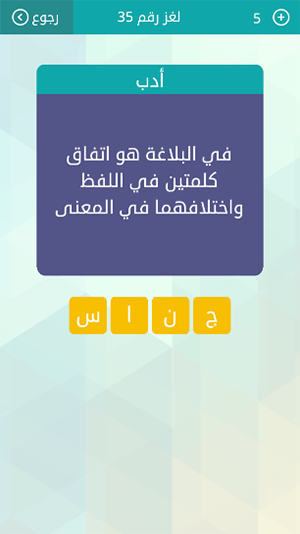 رجوع لغز رقم 35 5
أدب
في البلاغة هو اتفاق
كلمتين في اللفظ
واختلافهما في المعنى
ج ن ا س